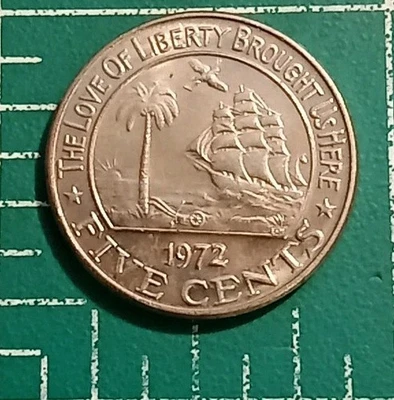 THE LOVE OF LIBERTY BROUGHT US HERE
1972
FIVE CENTS